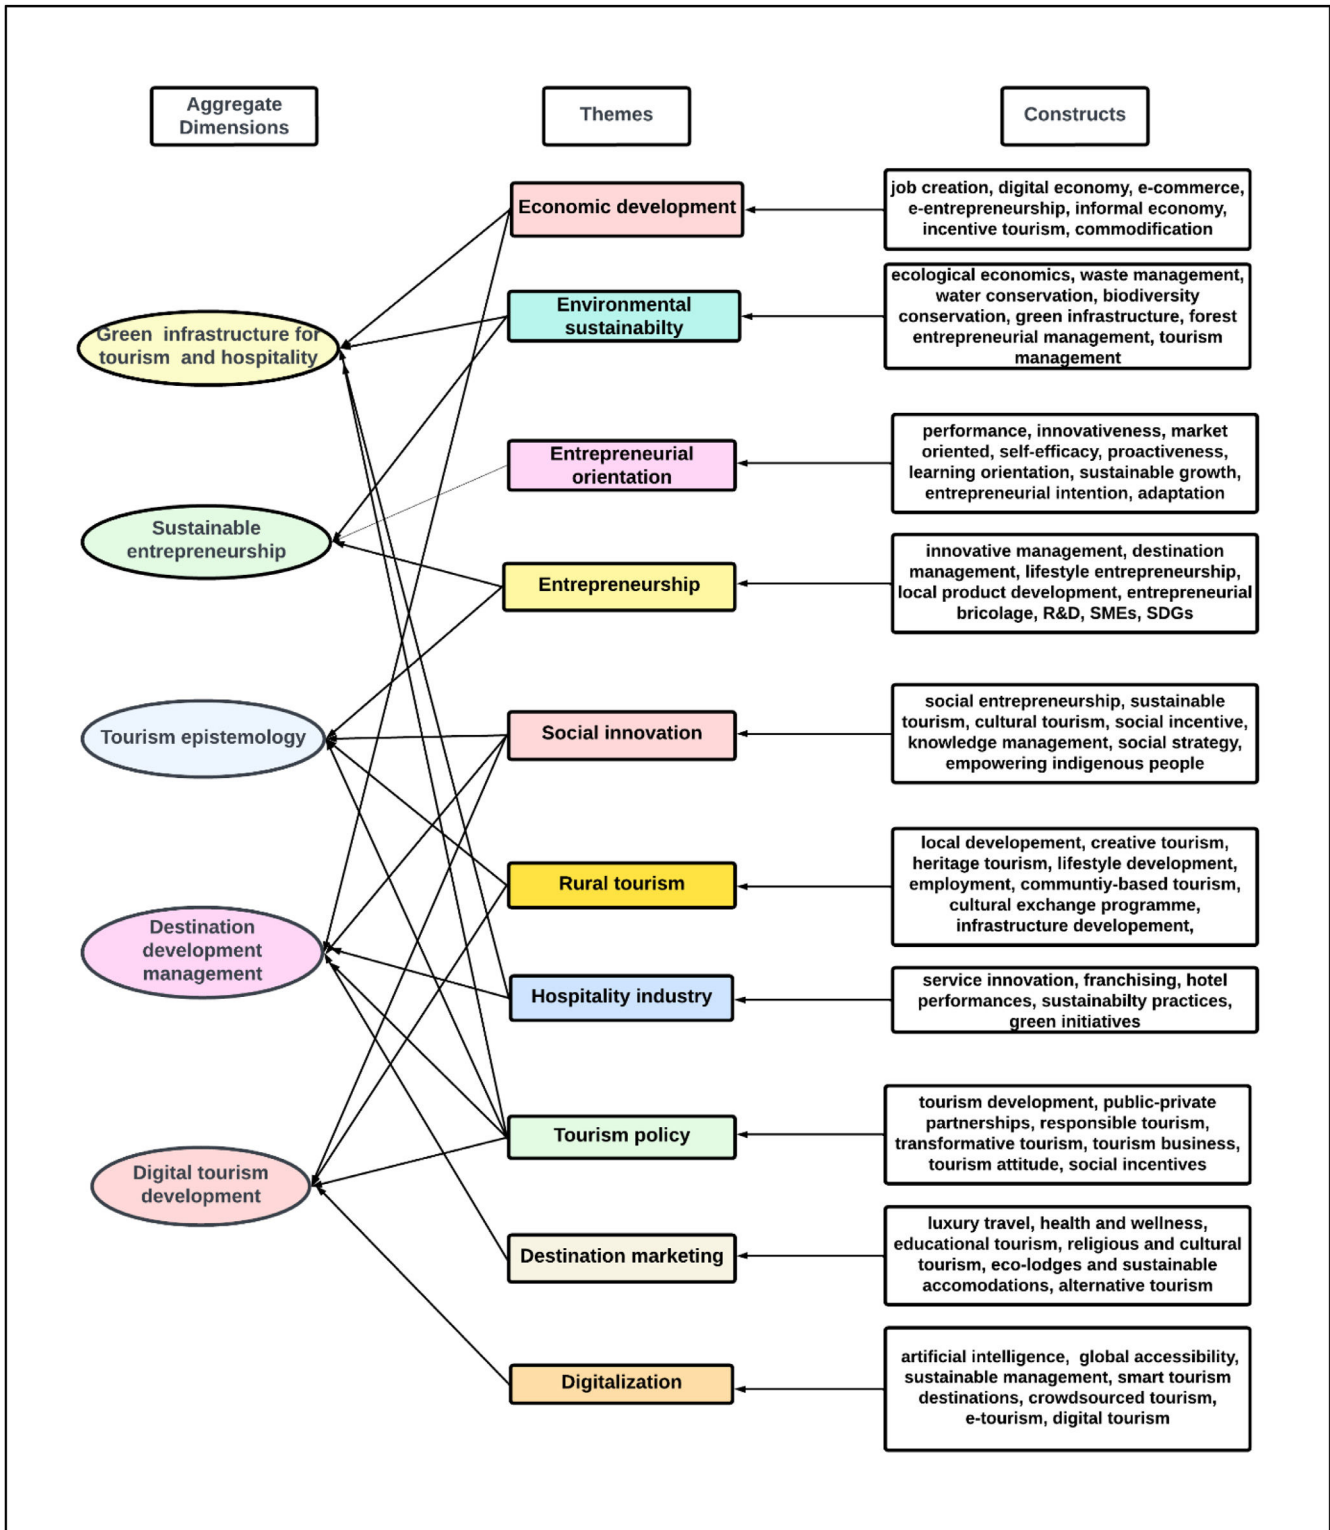 Aggregate
Dimensions
Themes
Constructs
Economic development
job creation, digital economy, e-commerce,
e-entrepreneurship, informal economy,
incentive tourism, commodification
Green  infrastructure for
tourism  and hospitality
Environmental
sustainabilty
ecological economics, waste management,
water conservation, biodiversity
conservation, green infrastructure, forest
entrepreneurial management, tourism
management
Entrepreneurial
orientation
performance, innovativeness, market
oriented, self-efficacy, proactiveness,
learning orientation, sustainable growth,
entrepreneurial intention, adaptation
Sustainable
entrepreneurship
Entrepreneurship
innovative management, destination
management, lifestyle entrepreneurship,
local product development, entrepreneurial
bricolage, R&D, SMEs, SDGs
Tourism epistemology
Social innovation
social entrepreneurship, sustainable
tourism, cultural tourism, social incentive,
knowledge management, social strategy,
empowering indigenous people
Rural tourism
local developement, creative tourism,
heritage tourism, lifestyle development,
employment, communtiy-based tourism,
cultural exchange programme,
infrastructure developement,
Destination
development
management
Hospitality industry
service innovation, franchising, hotel
performances, sustainabilty practices,
green initiatives
Tourism policy
tourism development, public-private
partnerships, responsible tourism,
transformative tourism, tourism business,
tourism attitude, social incentives
Digital tourism
development
Destination marketing
luxury travel, health and wellness,
educational tourism, religious and cultural
tourism, eco-lodges and sustainable
accomodations, alternative tourism
Digitalization
artificial intelligence,  global accessibility,
sustainable management, smart tourism
destinations, crowdsourced tourism,
e-tourism, digital tourism